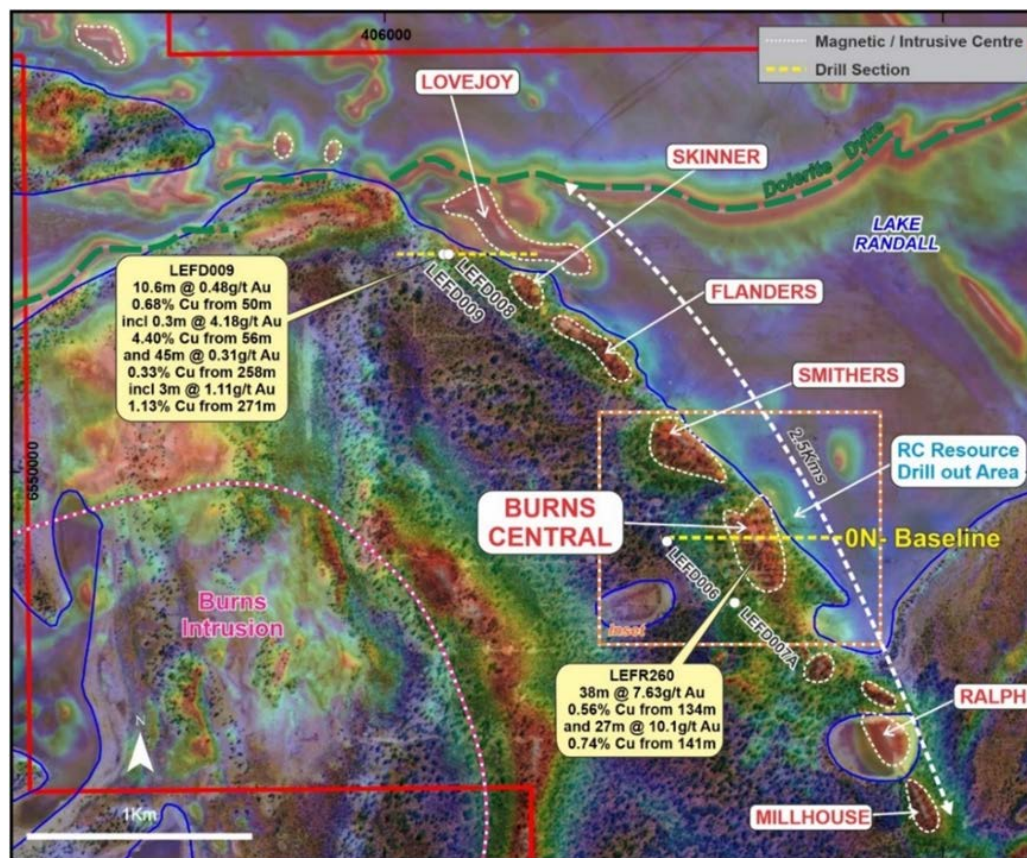 406000
Magnetic / Intrusive Centre
Drill Section
LOVEJOY
SKINNER
Dolerite Dyke
LAKE
RANDALL
LEFD009
10.6m @ 0.48g/t Au
0.68% Cu from 50m
incl 0.3m @ 4.18g/t Au
4.40% Cu from 56m
and 45m @ 0.31g/t Au
0.33% Cu from 258m
incl 3m @ 1.11g/t Au
1.13% Cu from 271m
LEFD008
LEFD009
FLANDERS
SMITHERS
2.5Kms
RC Resource
Drill out Area
6550000
BURNS
CENTRAL
0N- Baseline
LEFD006
LEFD007A
Inset
Burns
Intrusion
LEFR260
38m @ 7.63g/t Au
0.56% Cu from 134m
and 27m @ 10.1g/t Au
0.74% Cu from 141m
RALPH
N
1Km
MILLHOUSE